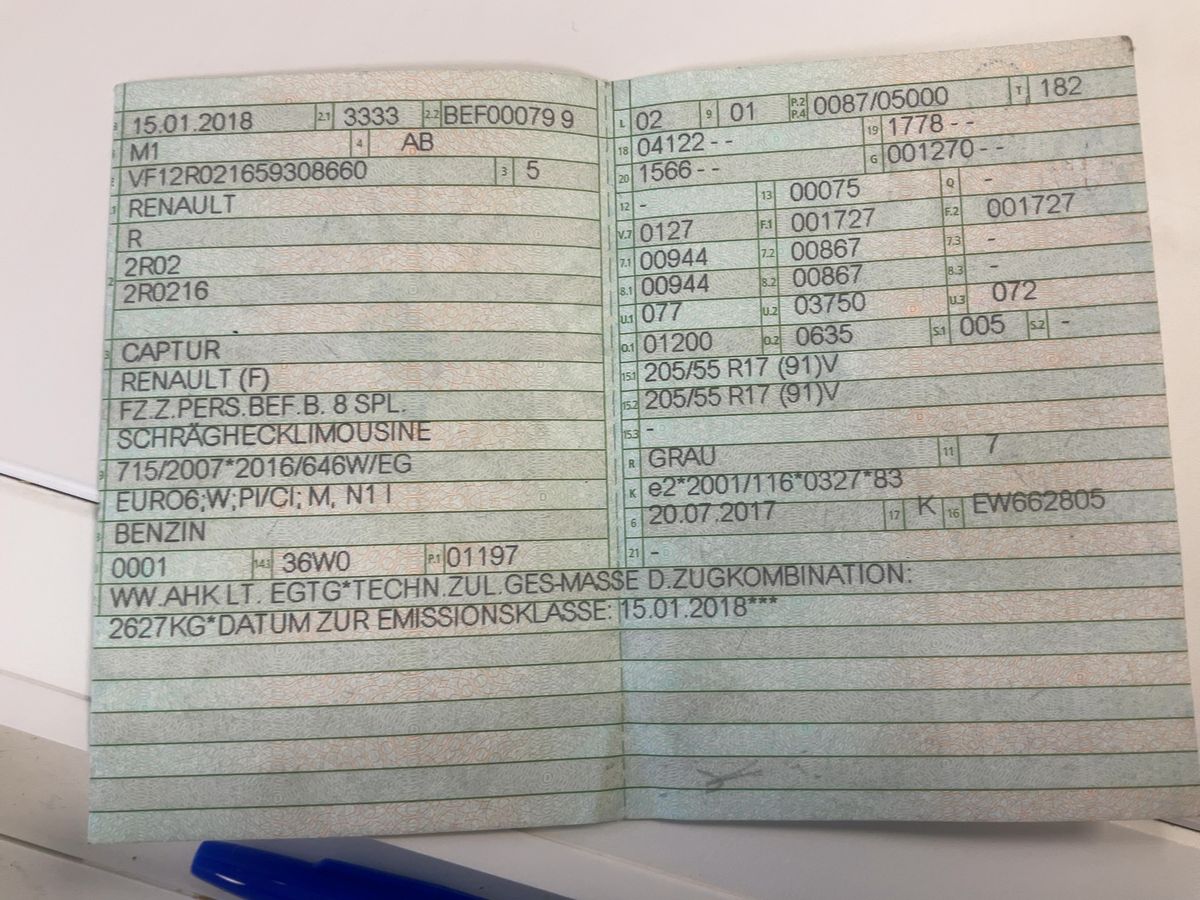 15.01.2018 2.1 3333 2.2 BEF00079 9
M1 4 AB
VF12R021659308660 3 5
RENAULT
R
2R02
2R0216
CAPTUR
RENAULT (F)
FZ.Z.PERS.BEF.B. 8 SPL.
SCHRÄGHECKLIMOUSINE
715/2007*2016/646W/EG
EURO6;W;PI/CI; M, N1 I
BENZIN
0001 14.1 36W0 P.1 01197
L 02 9 01 P.2 P.4 0087/05000 T 182
18 04122-- 19 1778--
20 1566-- G 001270--
12 - 13 00075 Q -
V.7 0127 F.1 001727 F.2 001727
7.1 00944 7.2 00867 7.3 -
8.1 00944 8.2 00867 8.3 -
U.1 077 U.2 03750 U.3 072
O.1 01200 O.2 0635 S.1 005 S.2 -
15.1 205/55 R17 (91)V
15.2 205/55 R17 (91)V
15.3 -
R GRAU 11 7
K e2*2001/116*0327*83
6 20.07.2017 17 K 16 EW662805
21 -
WW.AHK LT. EGTG*TECHN.ZUL.GES-MASSE D.ZUGKOMBINATION:
2627KG*DATUM ZUR EMISSIONSKLASSE: 15.01.2018***